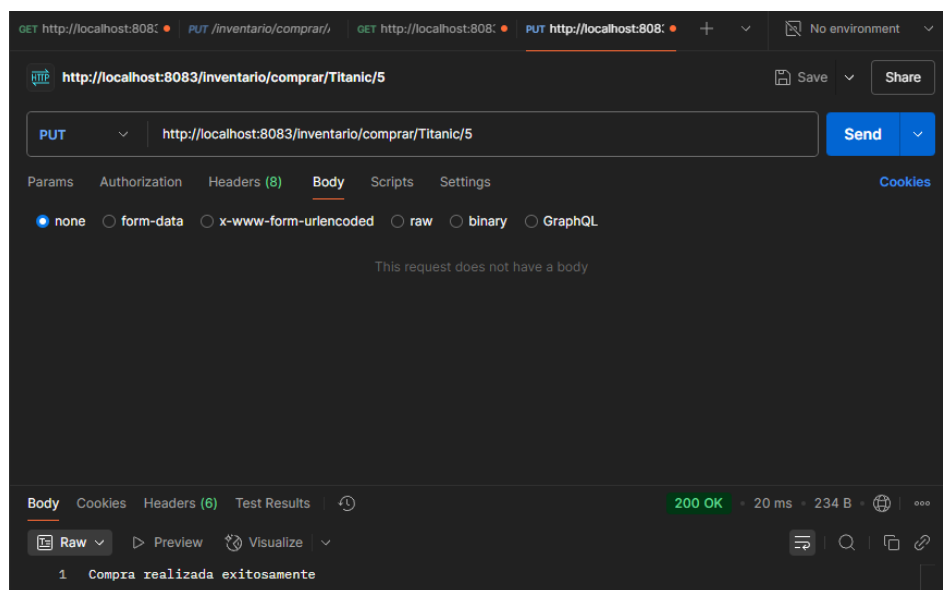 GET http://localhost:808: PUT /inventario/comprar/ GET http://localhost:808: PUT http://localhost:808: No environment
HTTP http://localhost:8083/inventario/comprar/Titanic/5 Save Share
PUT http://localhost:8083/inventario/comprar/Titanic/5 Send
Params Authorization Headers (8) Body Scripts Settings Cookies
none form-data x-www-form-urlencoded raw binary GraphQL
This request does not have a body
Body Cookies Headers (6) Test Results 200 OK 20 ms 234 B
Raw Preview Visualize
1 Compra realizada exitosamente